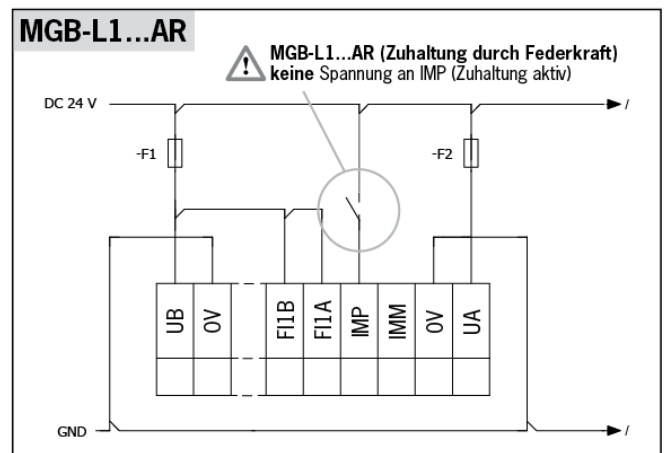 MGB-L1...AR
MGB-L1...AR (Zuhaltung durch Federkraft)
keine Spannung an IMP (Zuhaltung aktiv)
DC 24 V
/
-F1
-F2
UB
0V
FI1B
FI1A
IMP
IMM
0V
UA
GND
/